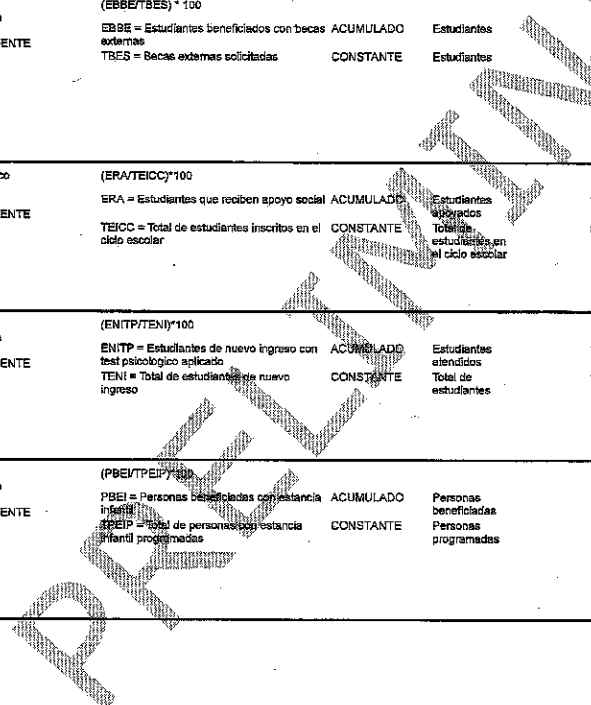 (EBBE/TBES) * 100
EBBE = Estudiantes beneficiados con becas ACUMULADO Estudiantes
externas
ENTE
TBES = Becas externas solicitadas CONSTANTE Estudiantes
co (ERA/TEICC)*100
ERA = Estudiantes que reciben apoyo social ACUMULADO Estudiantes
ENTE apoyados
TEICC = Total de estudiantes inscritos en el CONSTANTE Total de
ciclo escolar estudiantes en
el ciclo escolar
(ENITP/TENI)*100
ENITP = Estudiantes de nuevo ingreso con ACUMULADO Estudiantes
ENTE test psicologico aplicado atendidos
TENI = Total de estudiantes de nuevo CONSTANTE Total de
ingreso estudiantes
(PBEI/TPEIP)*100
PBEI = Personas beneficiadas con estancia ACUMULADO Personas
ENTE infantil beneficiadas
TPEIP = Total de personas con estancia CONSTANTE Personas
infantil programadas programadas
PRELIMIN